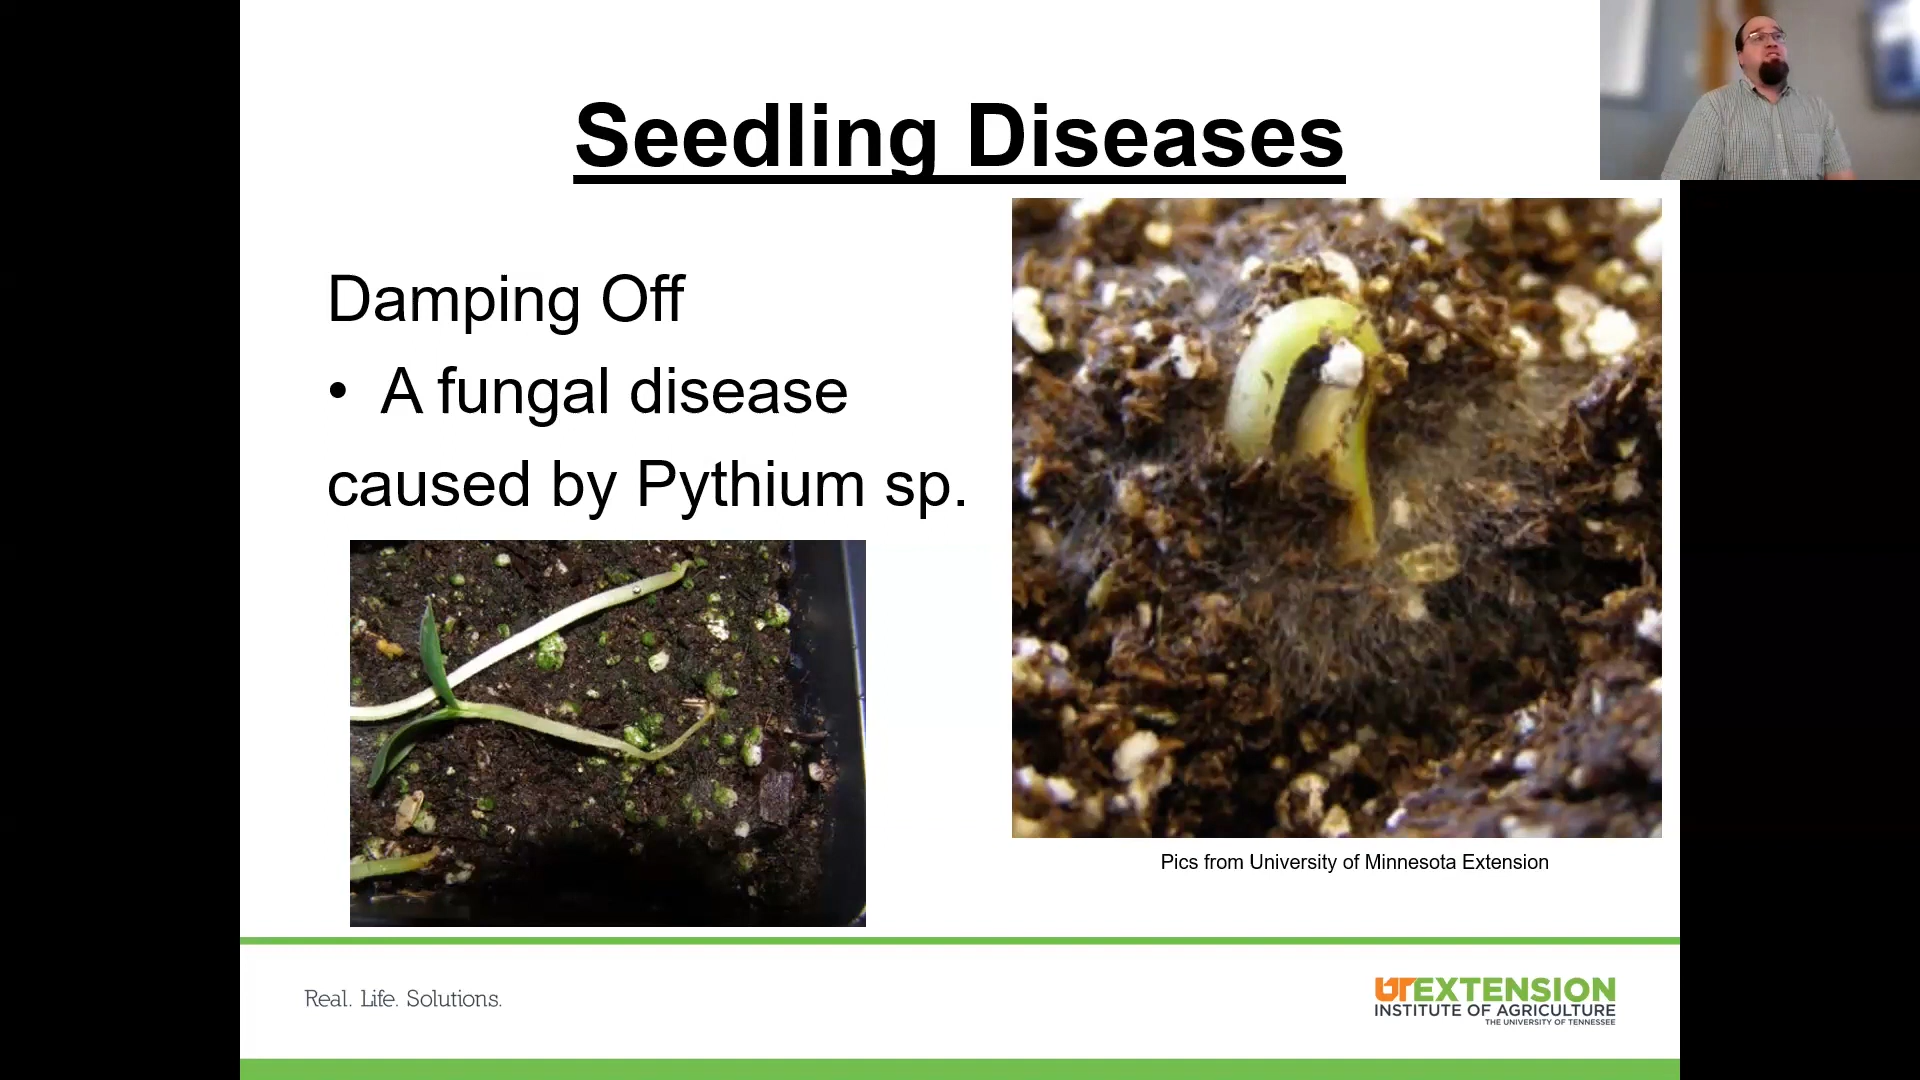 Seedling Diseases
Damping Off
• A fungal disease
caused by Pythium sp.
Pics from University of Minnesota Extension
Real. Life. Solutions.
UTEXTENSION
INSTITUTE OF AGRICULTURE
THE UNIVERSITY OF TENNESSEE